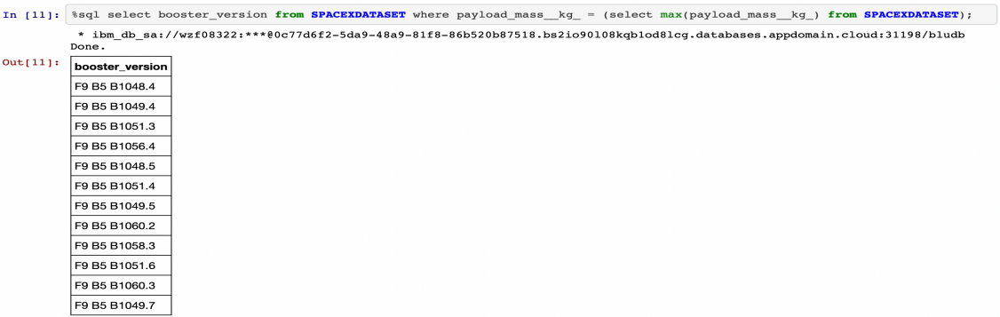 In [11]: %sql select booster_version from SPACEXDATASET where payload_mass__kg_ = (select max(payload_mass__kg_) from SPACEXDATASET);
* ibm_db_sa://wzf08322:***@0c77d6f2-5da9-48a9-81f8-86b520b87518.bs2io90l08kqb1od8lcg.databases.appdomain.cloud:31198/bludb
Done.
Out[11]: booster_version
F9 B5 B1048.4
F9 B5 B1049.4
F9 B5 B1051.3
F9 B5 B1056.4
F9 B5 B1048.5
F9 B5 B1051.4
F9 B5 B1049.5
F9 B5 B1060.2
F9 B5 B1058.3
F9 B5 B1051.6
F9 B5 B1060.3
F9 B5 B1049.7